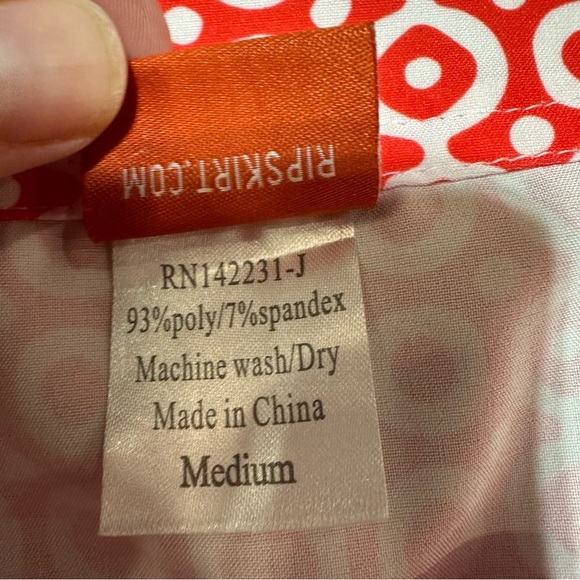 RIPSKIRT.COM
RN142231-J
93%poly/7%spandex
Machine wash/Dry
Made in China
Medium